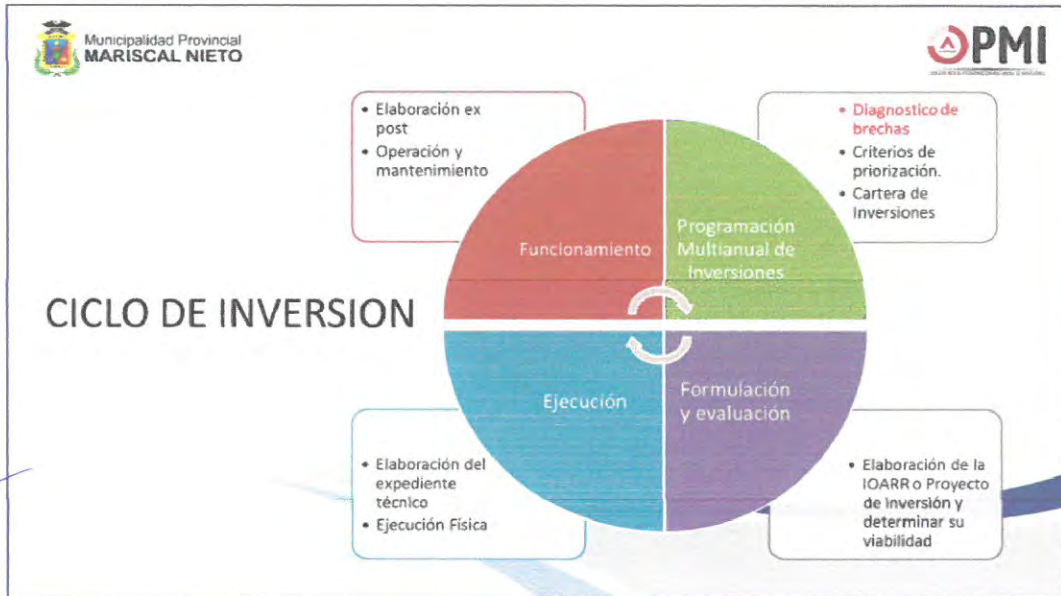 Municipalidad Provincial
MARISCAL NIETO
OPMI
• Elaboración ex
post
• Operación y
mantenimiento
• Diagnostico de
brechas
• Criterios de
priorización.
• Cartera de
Inversiones
Funcionamiento
Programación
Multianual de
Inversiones
CICLO DE INVERSION
Ejecución
Formulación
y evaluación
• Elaboración del
expediente
técnico
• Ejecución Física
• Elaboración de la
IOARR o Proyecto
de Inversión y
determinar su
viabilidad